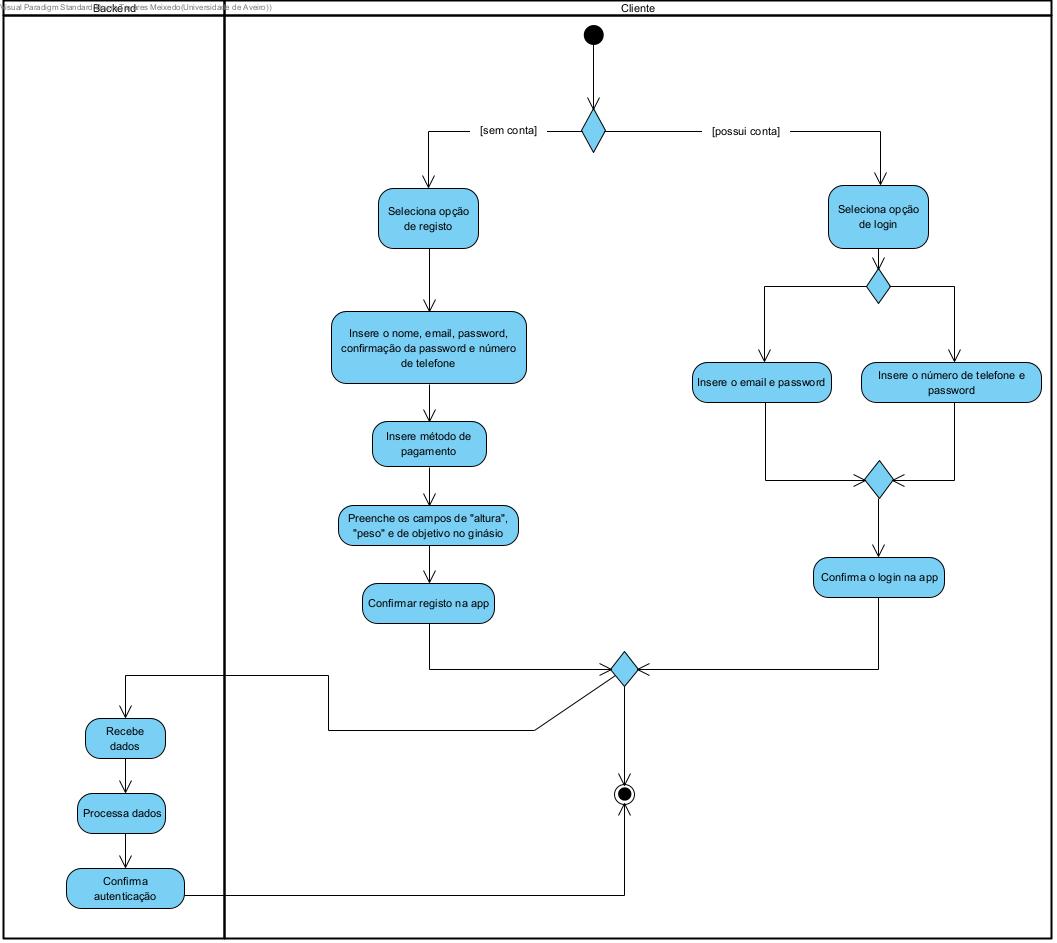 Visual Paradigm Standard
res Meixedo(Universidade de Aveiro))
Backend
Cliente
[sem conta]
[possui conta]
Seleciona opção
de registo
Seleciona opção
de login
Insere o nome, email, password,
confirmação da password e número
de telefone
Insere o email e password
Insere o número de telefone e
password
Insere método de
pagamento
Preenche os campos de "altura",
"peso" e de objetivo no ginásio
Confirma o login na app
Confirmar registo na app
Recebe
dados
Processa dados
Confirma
autenticação